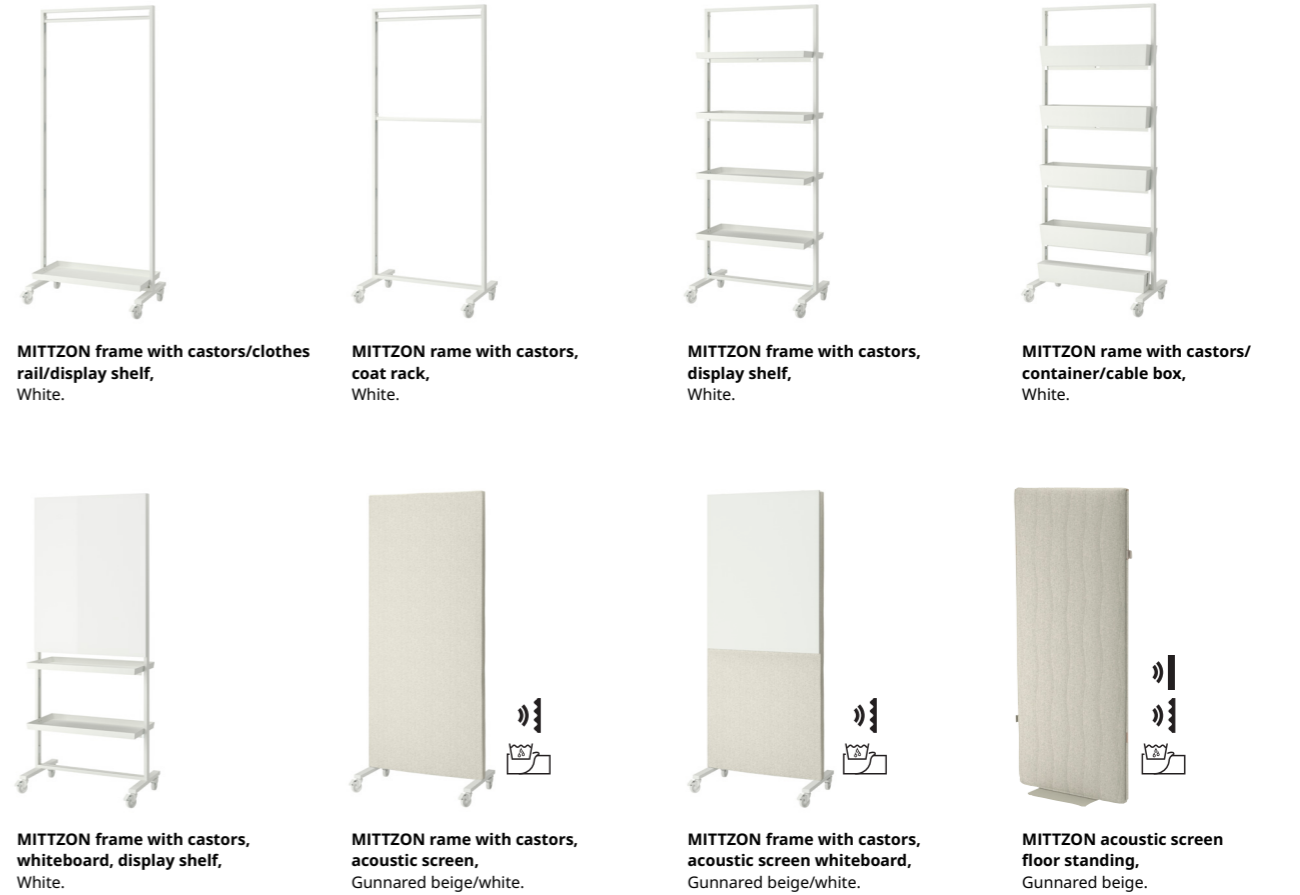 MITTZON frame with castors/clothes
rail/display shelf,
White.
MITTZON rame with castors,
coat rack,
White.
MITTZON frame with castors,
display shelf,
White.
MITTZON rame with castors/
container/cable box,
White.
MITTZON frame with castors,
whiteboard, display shelf,
White.
MITTZON rame with castors,
acoustic screen,
Gunnared beige/white.
MITTZON frame with castors,
acoustic screen whiteboard,
Gunnared beige/white.
MITTZON acoustic screen
floor standing,
Gunnared beige.